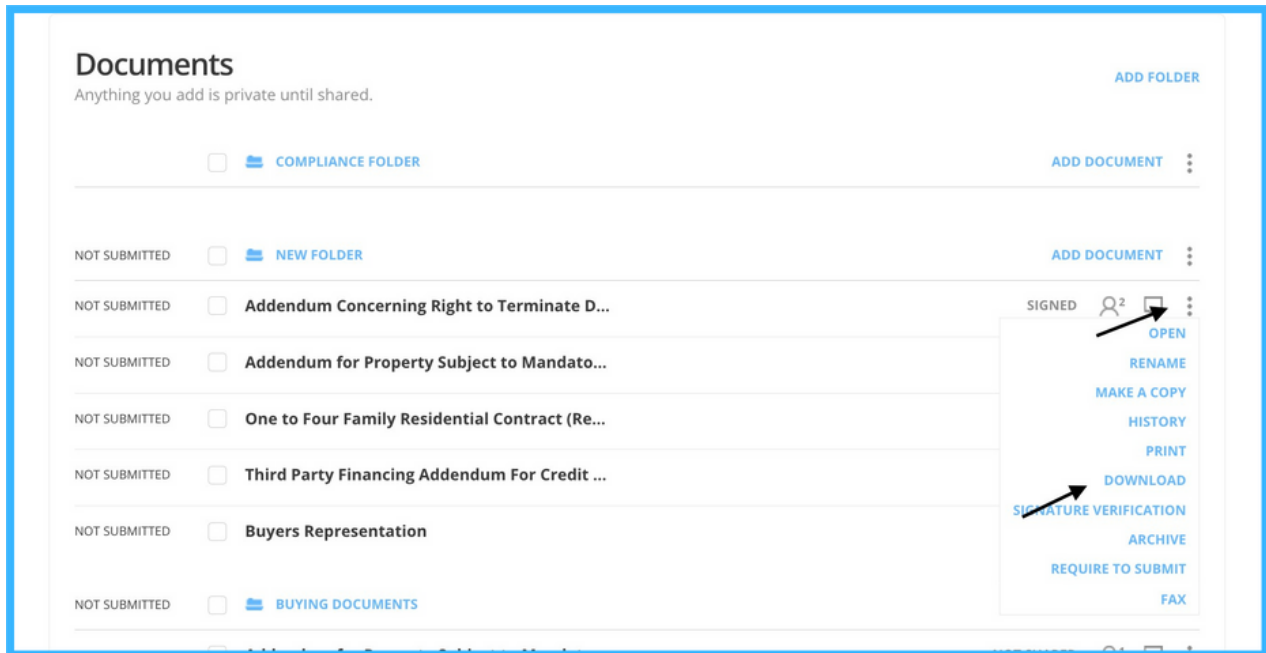 Documents
Anything you add is private until shared.
ADD FOLDER
COMPLIANCE FOLDER ADD DOCUMENT
NOT SUBMITTED NEW FOLDER ADD DOCUMENT
NOT SUBMITTED Addendum Concerning Right to Terminate D... SIGNED 2
OPEN
NOT SUBMITTED Addendum for Property Subject to Mandato... RENAME
MAKE A COPY
NOT SUBMITTED One to Four Family Residential Contract (Re... HISTORY
PRINT
NOT SUBMITTED Third Party Financing Addendum For Credit ... DOWNLOAD
SIGNATURE VERIFICATION
NOT SUBMITTED Buyers Representation ARCHIVE
REQUIRE TO SUBMIT
NOT SUBMITTED BUYING DOCUMENTS FAX